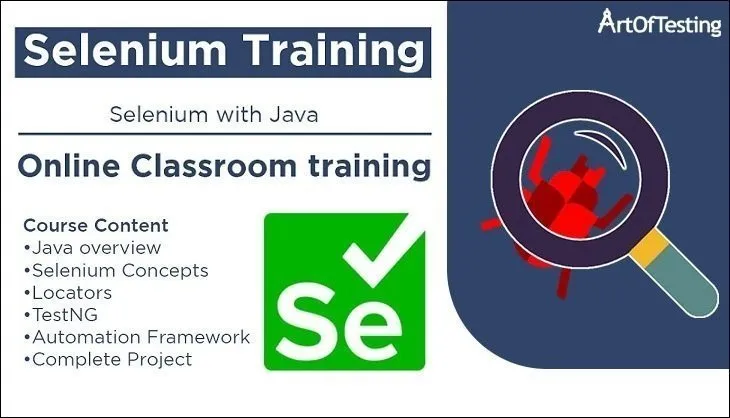 ArtOfTesting
Selenium Training
Selenium with Java
Online Classroom training
Course Content
•Java overview
•Selenium Concepts
•Locators
•TestNG
•Automation Framework
•Complete Project
Se